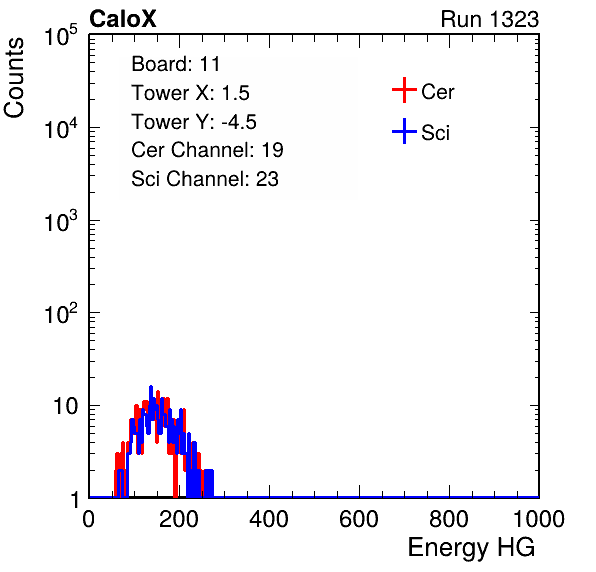 CaloX Run 1323
Counts
10^5
10^4
10^3
10^2
10
1
Board: 11
Tower X: 1.5
Tower Y: -4.5
Cer Channel: 19
Sci Channel: 23
Cer
Sci
0 200 400 600 800 1000
Energy HG